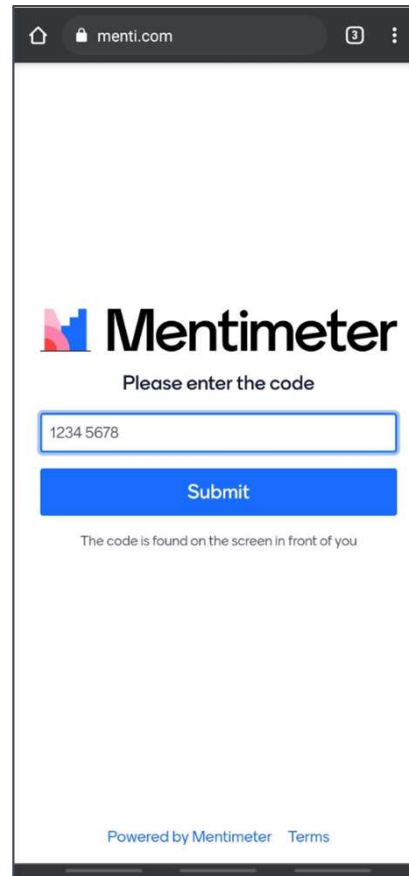 menti.com 3
Mentimeter
Please enter the code
1234 5678
Submit
The code is found on the screen in front of you
Powered by Mentimeter Terms